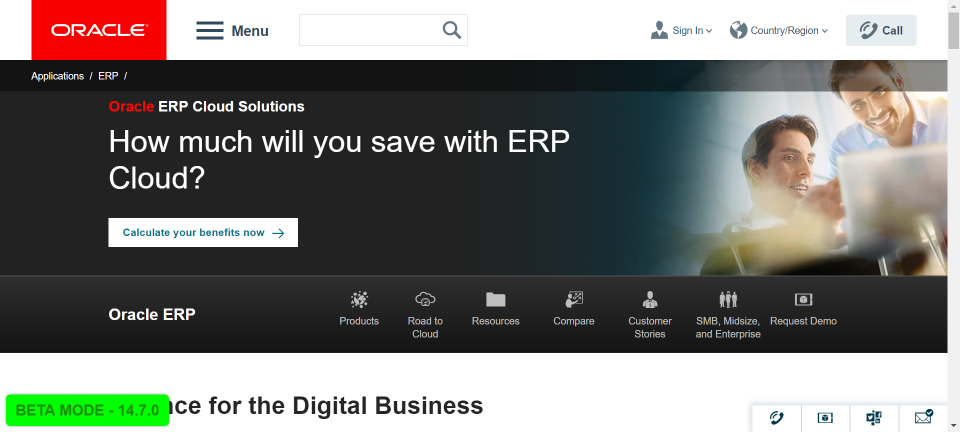 ORACLE
Menu
Sign In
Country/Region
Call
Applications / ERP /
Oracle ERP Cloud Solutions
How much will you save with ERP
Cloud?
Calculate your benefits now
Oracle ERP
Products
Road to
Cloud
Resources
Compare
Customer
Stories
SMB, Midsize,
and Enterprise
Request Demo
BETA MODE - 14.7.0
for the Digital Business